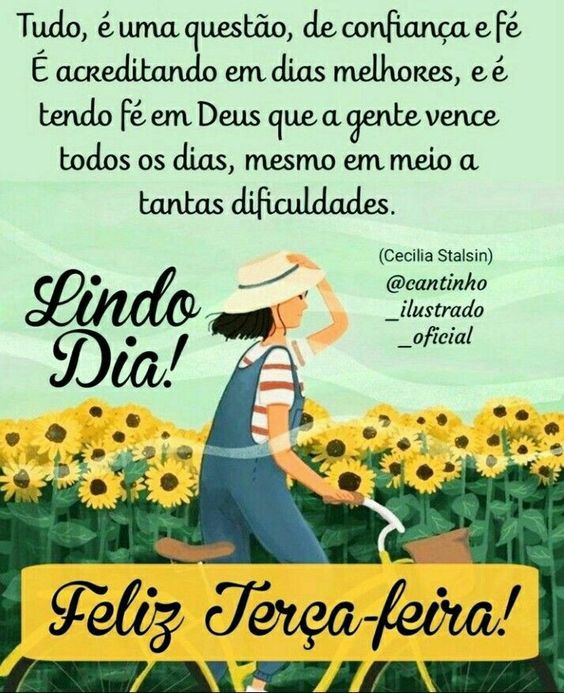 Tudo, é uma questão, de confiança e fé
É acreditando em dias melhores, e é
tendo fé em Deus que a gente vence
todos os dias, mesmo em meio a
tantas dificuldades.
(Cecilia Stalsin)
@cantinho
_ilustrado
_oficial
Lindo
Dia!
Feliz Terça-feira!